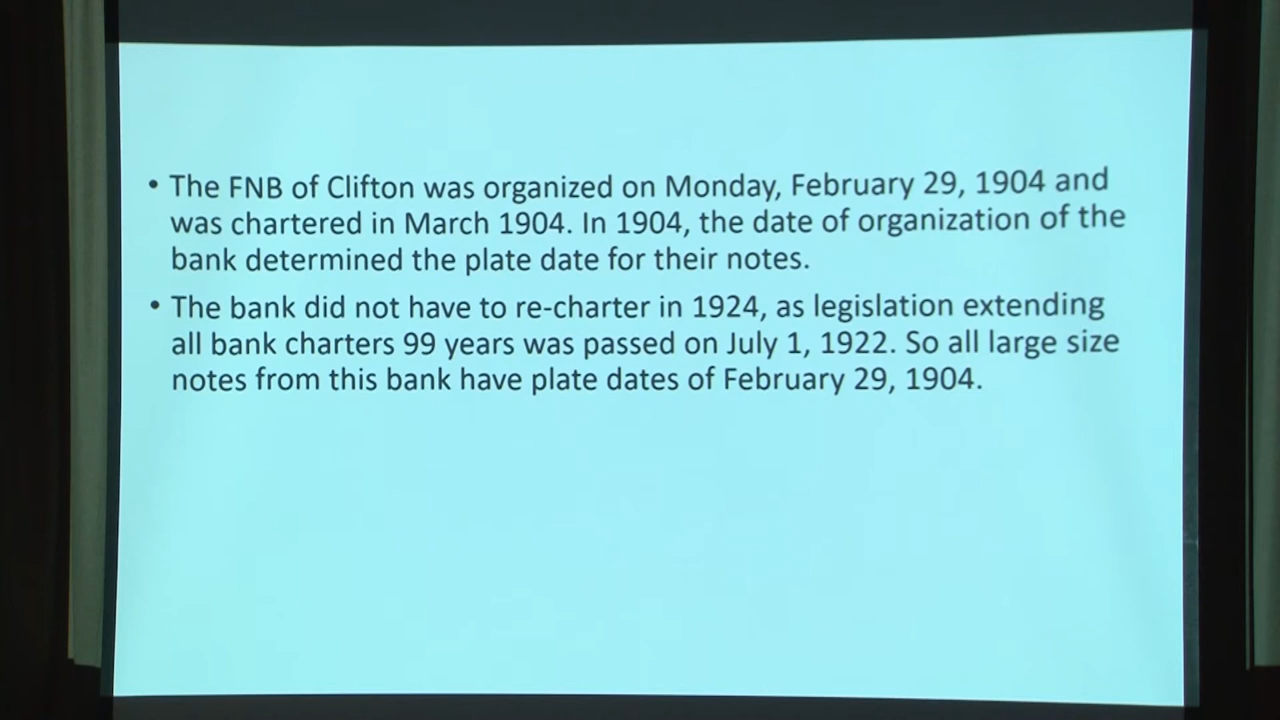 • The FNB of Clifton was organized on Monday, February 29, 1904 and
was chartered in March 1904. In 1904, the date of organization of the
bank determined the plate date for their notes.
• The bank did not have to re-charter in 1924, as legislation extending
all bank charters 99 years was passed on July 1, 1922. So all large size
notes from this bank have plate dates of February 29, 1904.